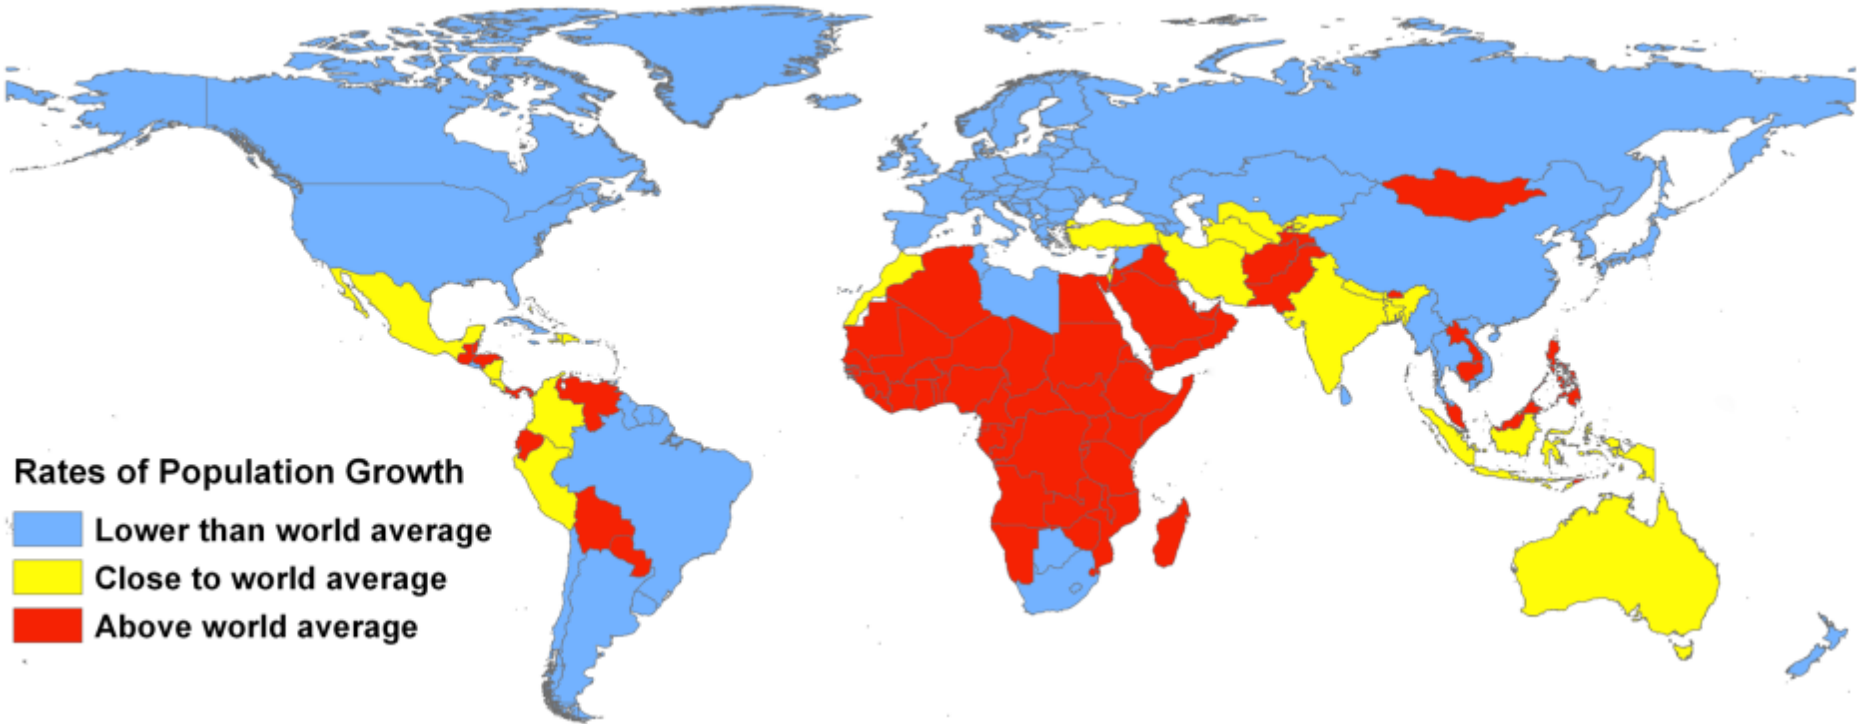 Rates of Population Growth
Lower than world average
Close to world average
Above world average